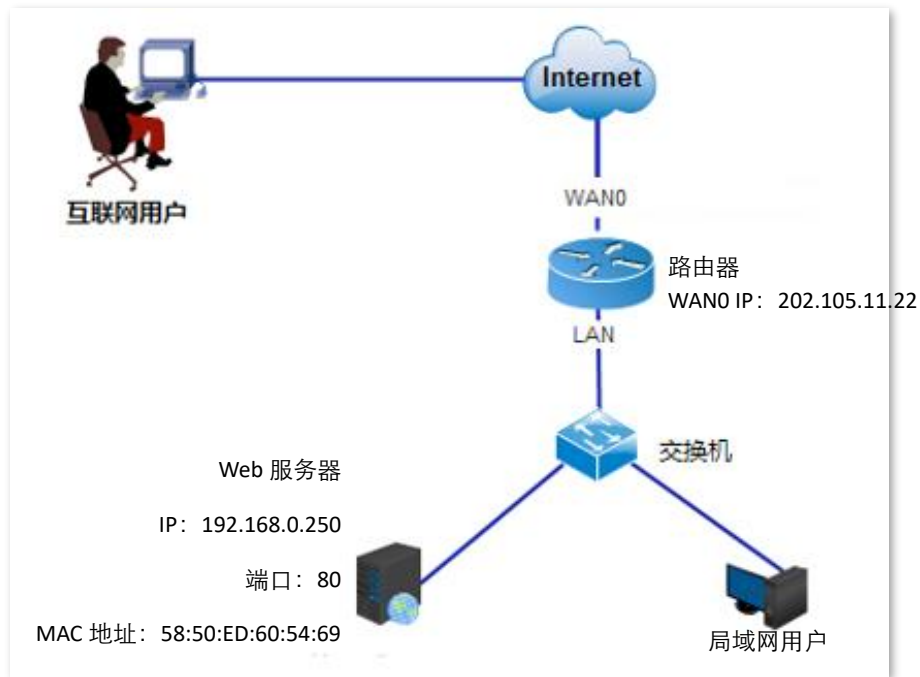 Internet
互联网用户
WAN0
路由器
WAN0 IP：202.105.11.22
LAN
交换机
Web 服务器
IP：192.168.0.250
端口：80
MAC 地址：58:50:ED:60:54:69
局域网用户